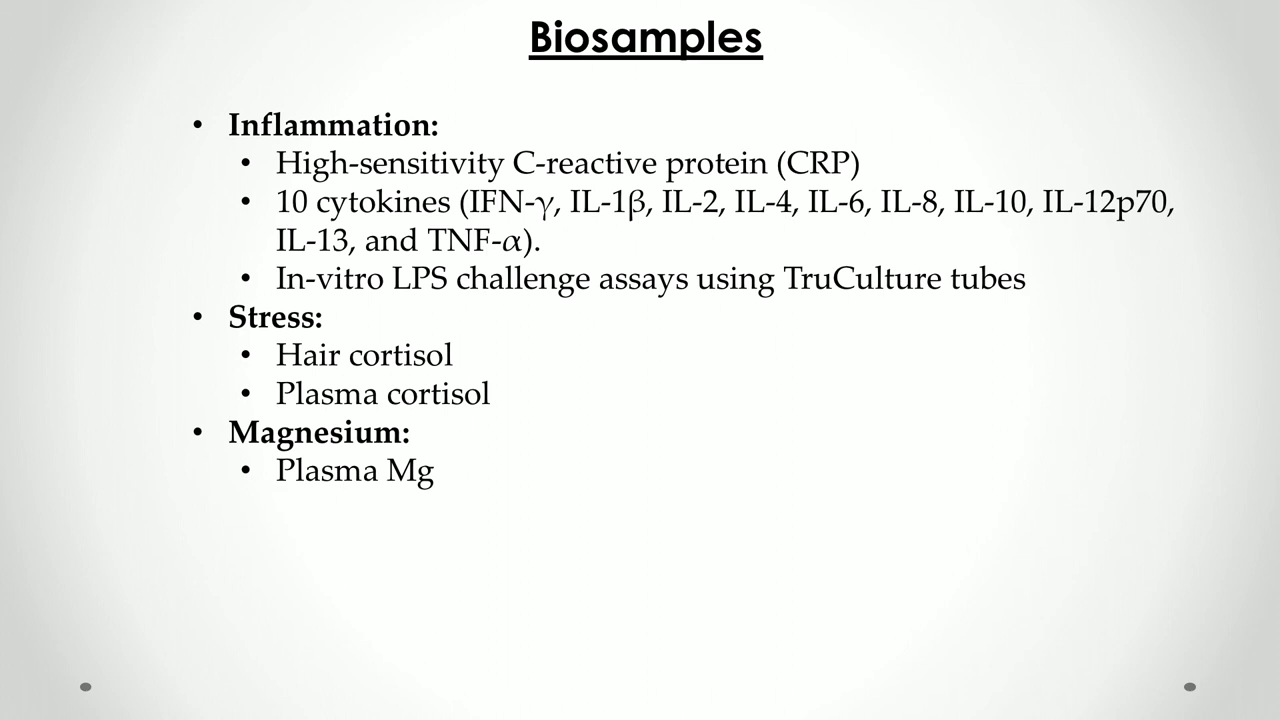 Biosamples
• Inflammation:
• High-sensitivity C-reactive protein (CRP)
• 10 cytokines (IFN-γ, IL-1β, IL-2, IL-4, IL-6, IL-8, IL-10, IL-12p70,
IL-13, and TNF-α).
• In-vitro LPS challenge assays using TruCulture tubes
• Stress:
• Hair cortisol
• Plasma cortisol
• Magnesium:
• Plasma Mg